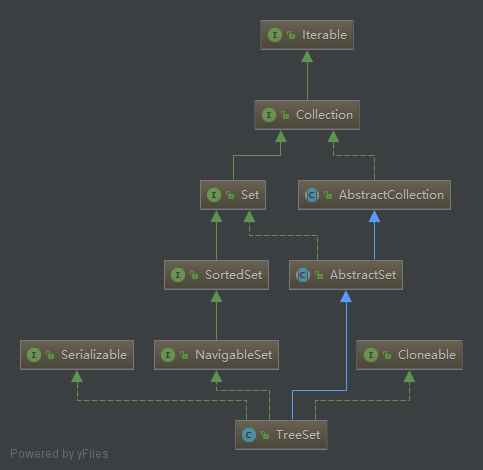 Iterable
Collection
Set
AbstractCollection
SortedSet
AbstractSet
Serializable
NavigableSet
Cloneable
TreeSet
Powered by yFiles